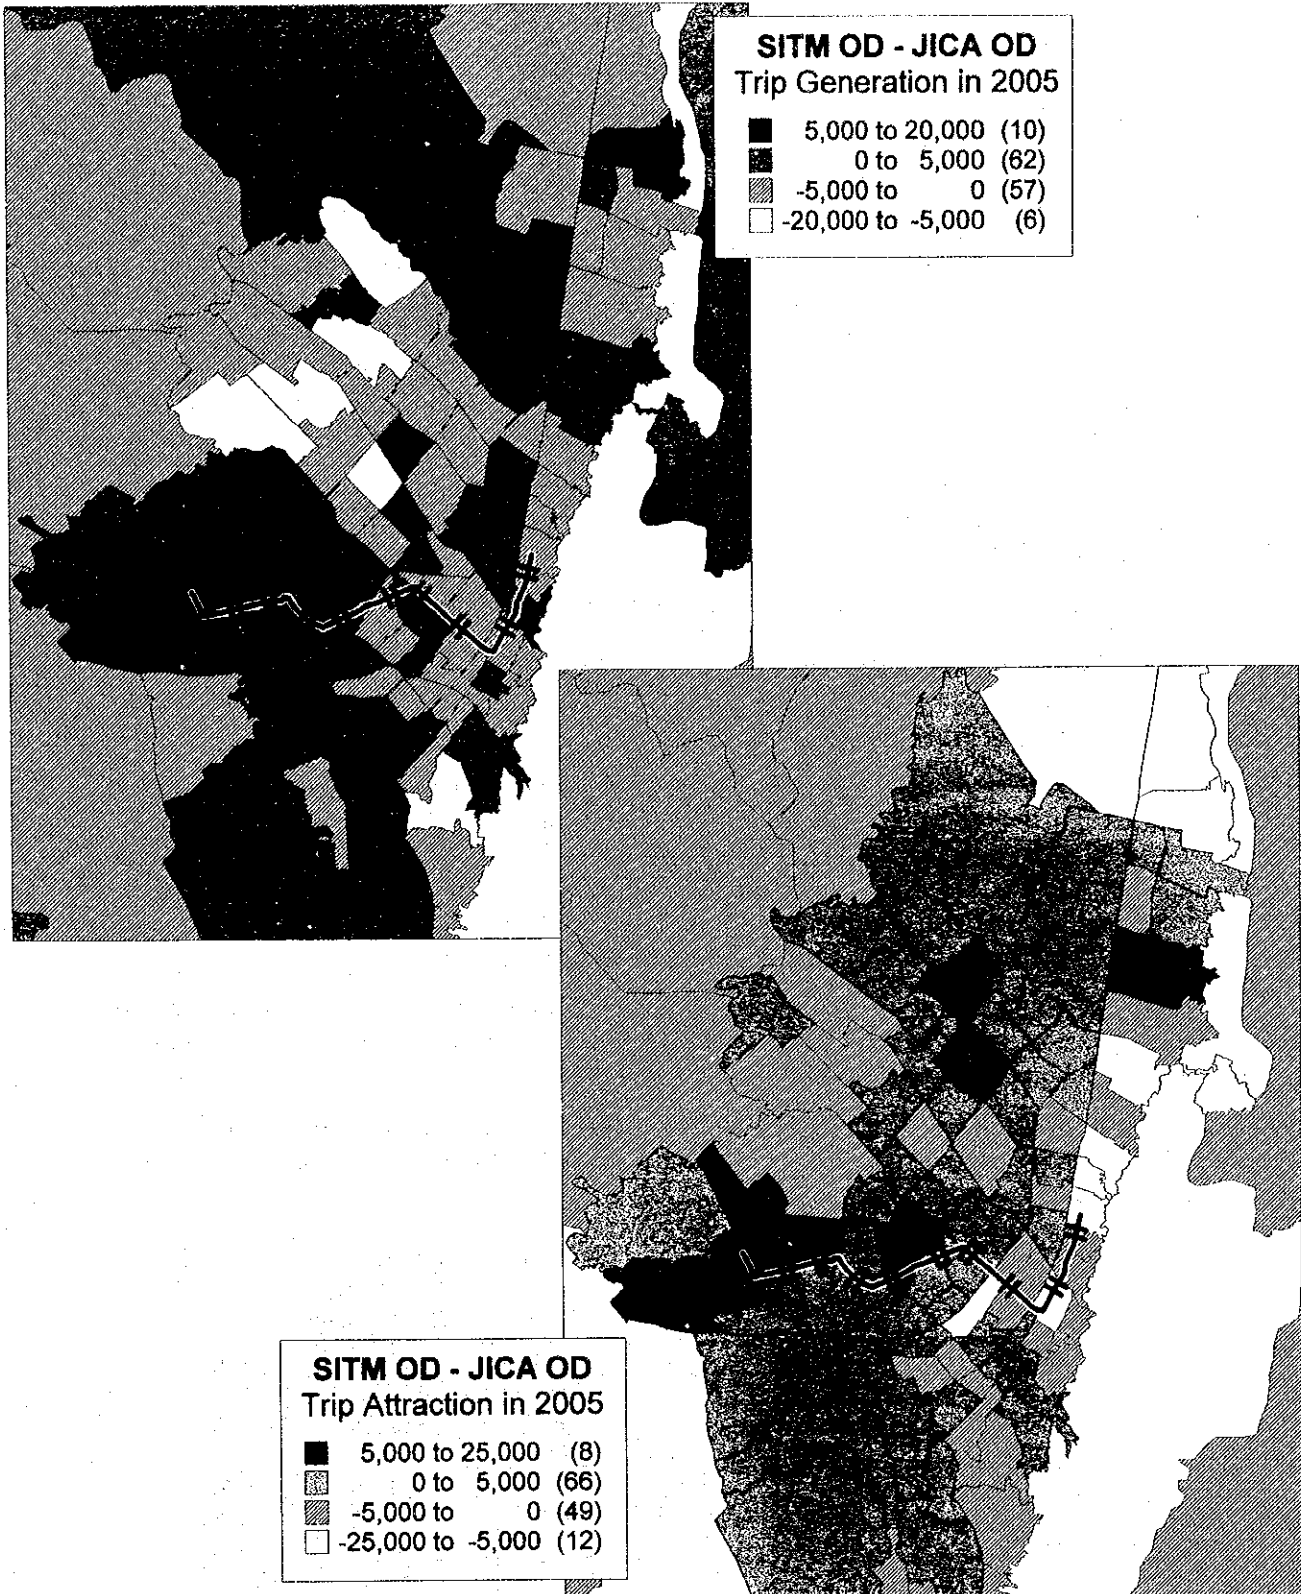 SITM OD - JICA OD
Trip Generation in 2005
5,000 to 20,000 (10)
0 to 5,000 (62)
-5,000 to 0 (57)
-20,000 to -5,000 (6)
SITM OD - JICA OD
Trip Attraction in 2005
5,000 to 25,000 (8)
0 to 5,000 (66)
-5,000 to 0 (49)
-25,000 to -5,000 (12)